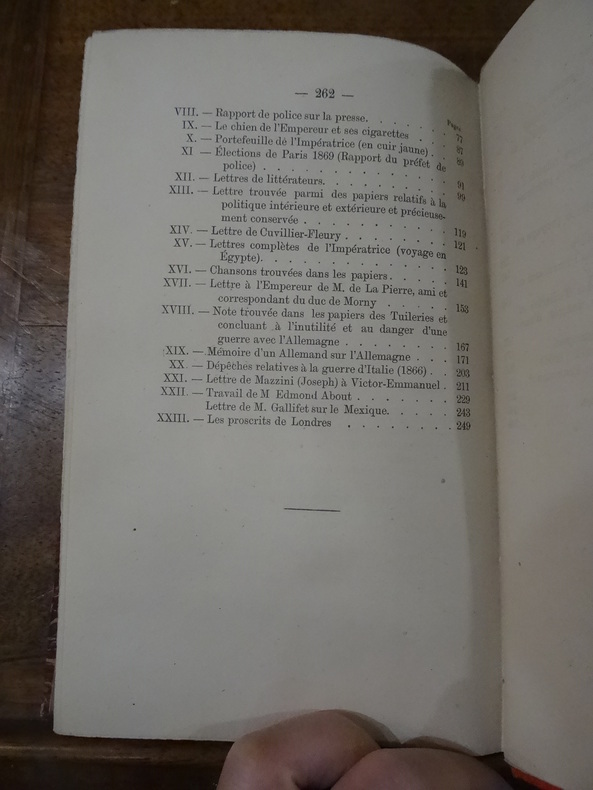 — 262 —
Pages.
VIII. — Rapport de police sur la presse. . . . . . . 77
IX. — Le chien de l'Empereur et ses cigarettes . . . 87
X. — Portefeuille de l'Impératrice (en cuir jaune) . . 89
XI — Élections de Paris 1869 (Rapport du préfet de
police) . . . . . . . . . . . . . 91
XII. — Lettres de littérateurs. . . . . . . . . . 99
XIII. — Lettre trouvée parmi des papiers relatifs à la
politique intérieure et extérieure et précieuse-
ment conservée . . . . . . . . . . . 119
XIV. — Lettre de Cuvillier-Fleury . . . . . . . . 121
XV. — Lettres complètes de l'Impératrice (voyage en
Égypte). . . . . . . . . . . . . . 123
XVI. — Chansons trouvées dans les papiers. . . . . 141
XVII. — Lettre à l'Empereur de M. de La Pierre, ami et
correspondant du duc de Morny . . . . . 153
XVIII. — Note trouvée dans les papiers des Tuileries et
concluant à l'inutilité et au danger d'une
guerre avec l'Allemagne . . . . . . . . 167
XIX. — Mémoire d'un Allemand sur l'Allemagne . . . 171
XX — Dépêches relatives à la guerre d'Italie (1866) . . 203
XXI. — Lettre de Mazzini (Joseph) à Victor-Emmanuel . 211
XXII. — Travail de M Edmond About . . . . . . . 229
Lettre de M. Gallifet sur le Mexique. . . . . 243
XXIII. — Les proscrits de Londres . . . . . . . . 249